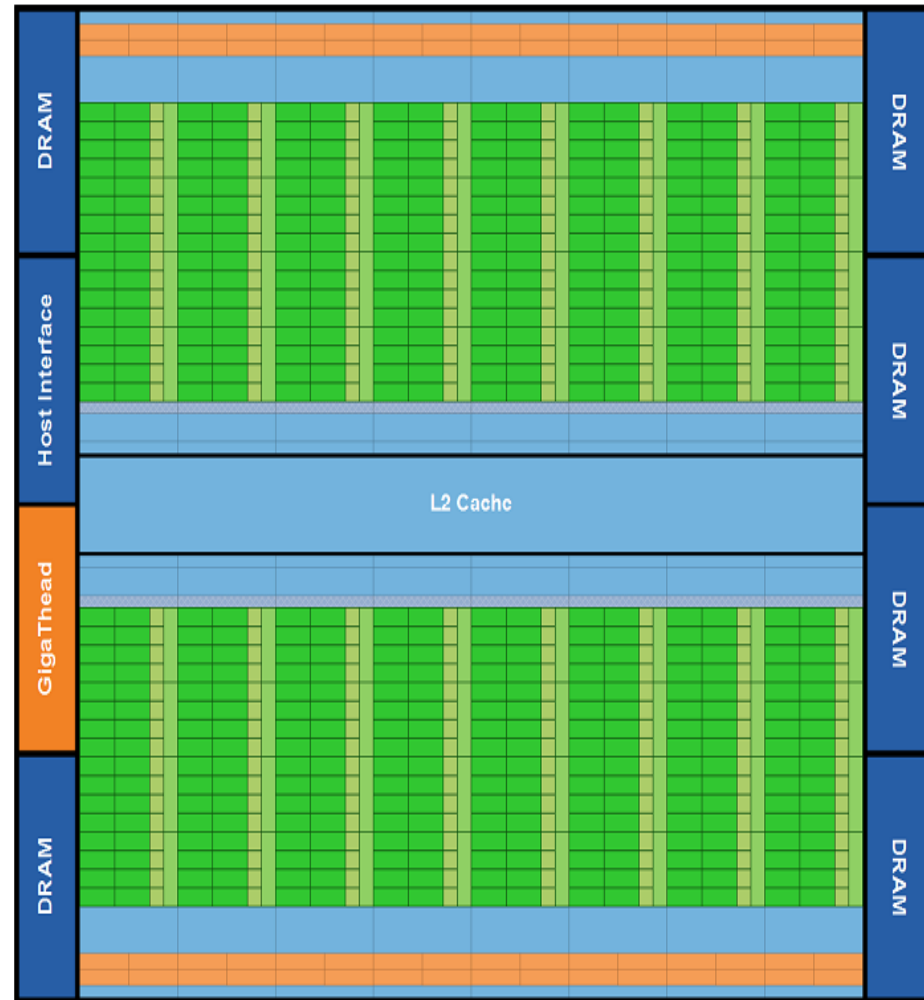 DRAM
Host Interface
GigaThead
DRAM
L2 Cache
DRAM
DRAM
DRAM
DRAM